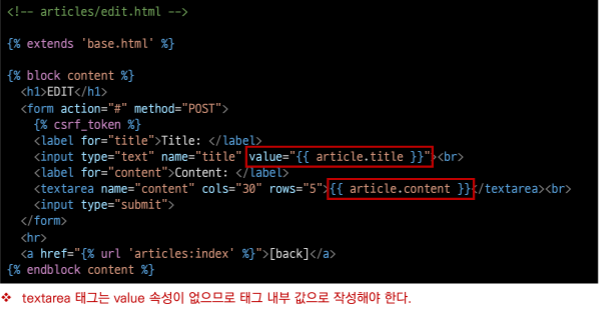 <!-- articles/edit.html -->
{% extends 'base.html' %}
{% block content %}
<h1>EDIT</h1>
<form action="#" method="POST">
{% csrf_token %}
<label for="title">Title: </label>
<input type="text" name="title" value="{{ article.title }}"><br>
<label for="content">Content: </label>
<textarea name="content" cols="30" rows="5">{{ article.content }}</textarea><br>
<input type="submit">
</form>
<hr>
<a href="{% url 'articles:index' %}">[back]</a>
{% endblock content %}
❖ textarea 태그는 value 속성이 없으므로 태그 내부 값으로 작성해야 한다.